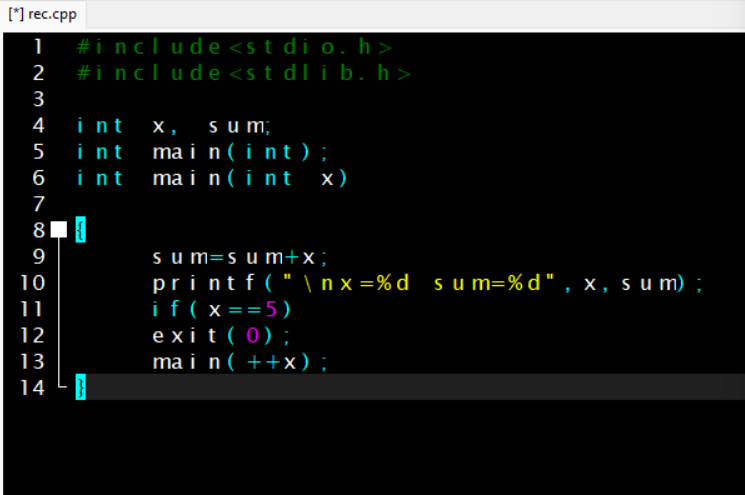 [*] rec.cpp
1 #include<stdio.h>
2 #include<stdlib.h>
3
4 int x, sum;
5 int main(int);
6 int main(int x)
7
8 {
9 sum=sum+x;
10 printf("\nx=%d sum=%d",x,sum);
11 if(x==5)
12 exit(0);
13 main(++x);
14 }